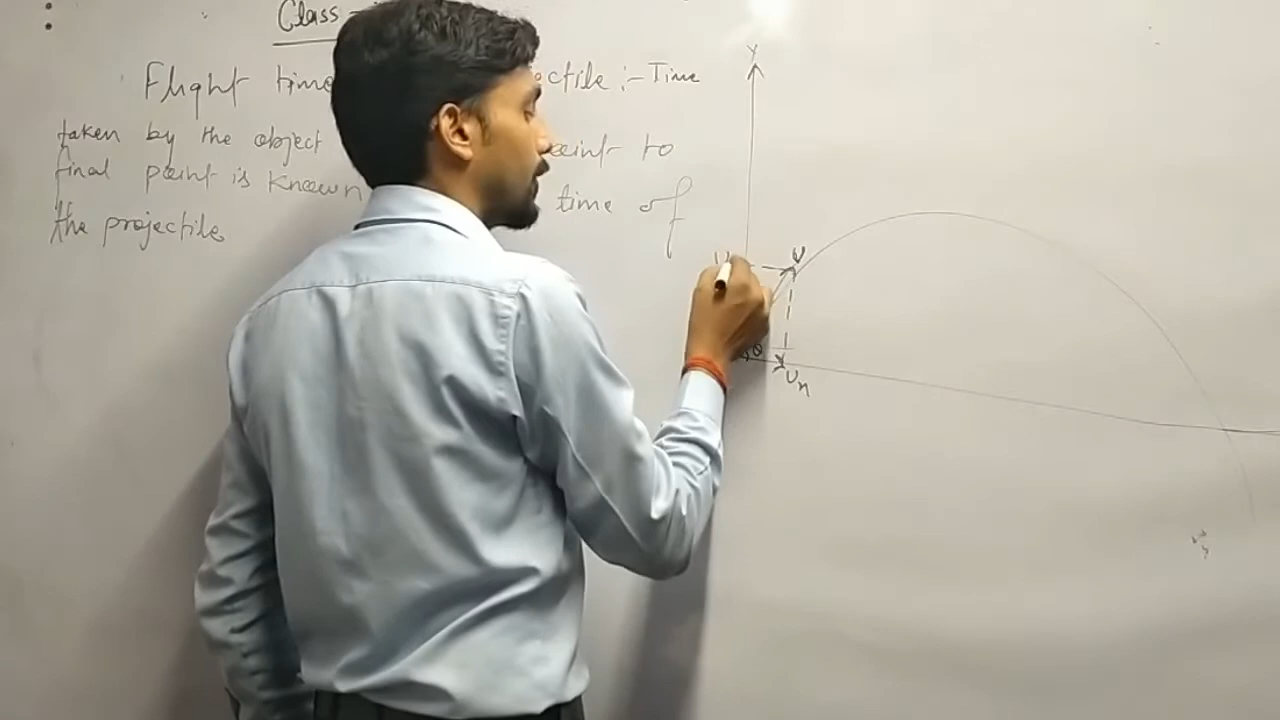 Class
Flight time ectile :- Time
taken by the object point to
final point is known time of
the projectile
Y
U
θ
Ux